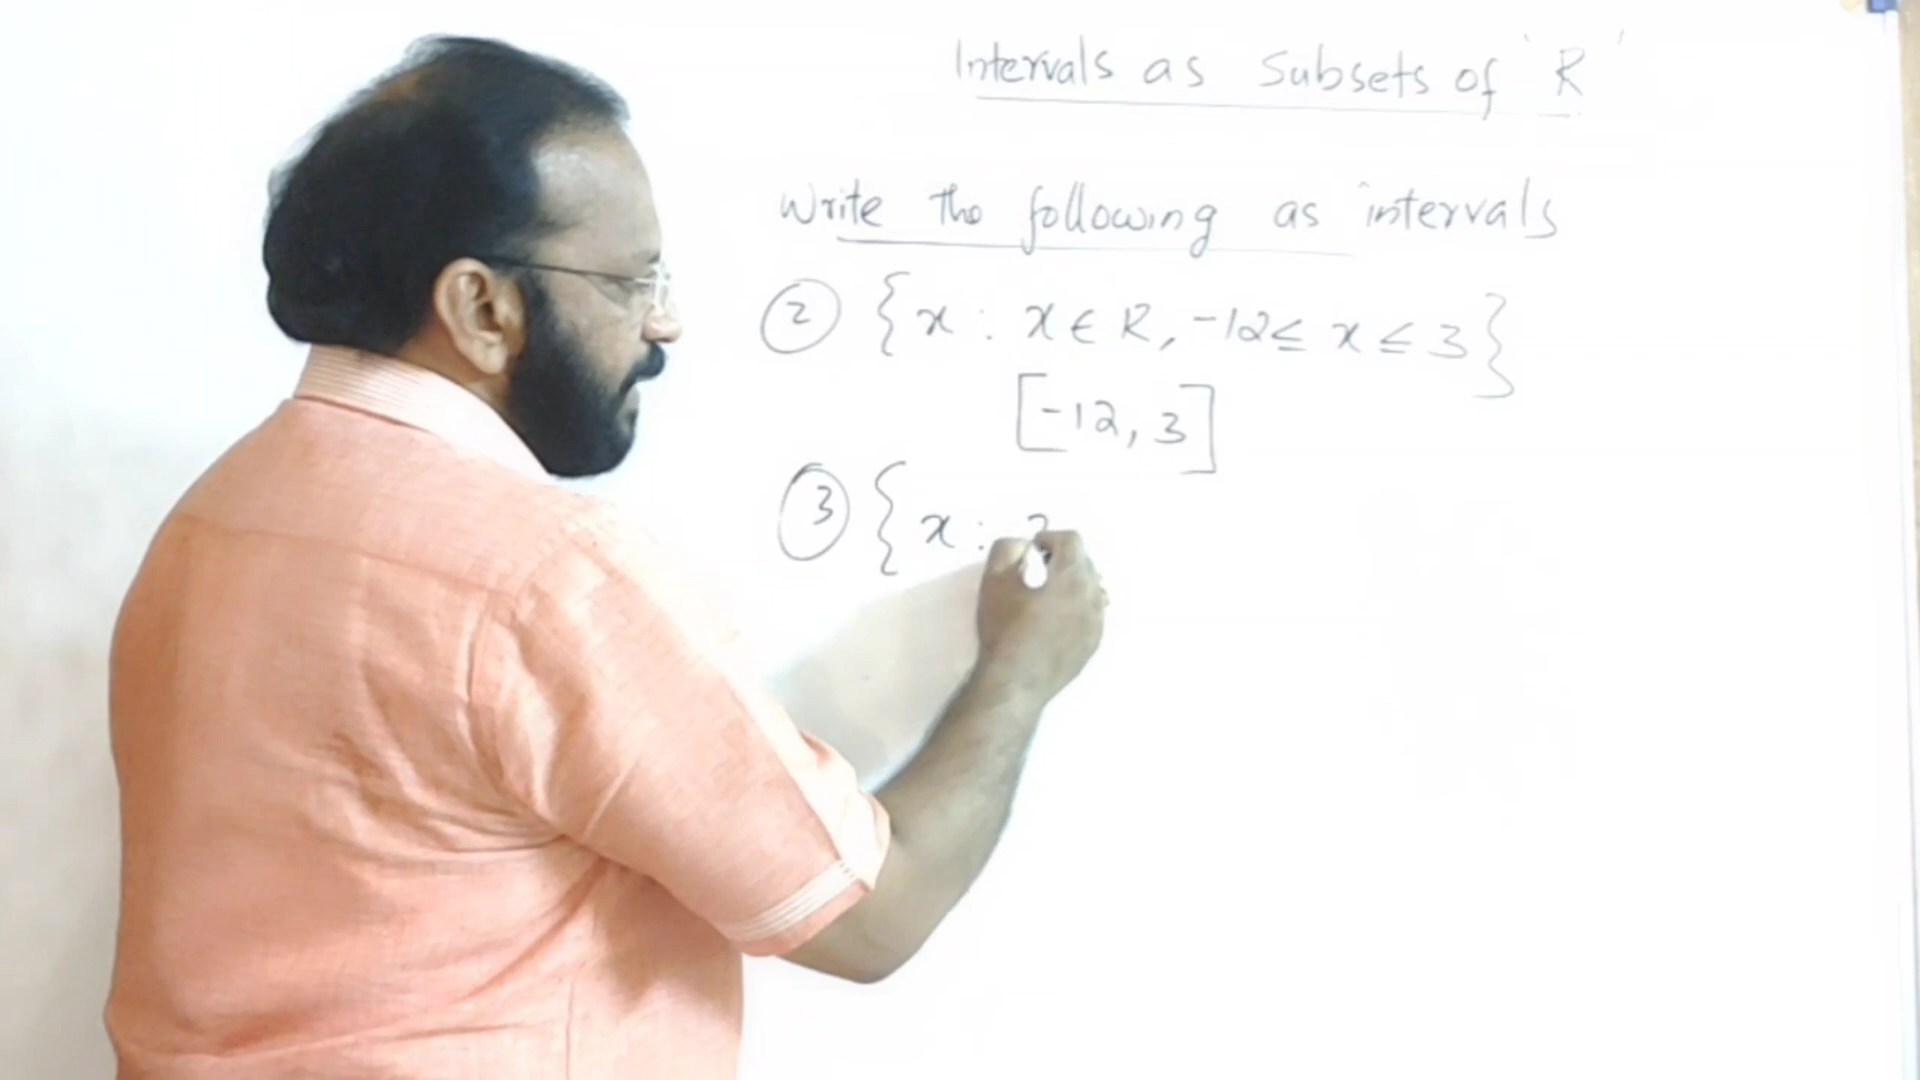 Intervals as subsets of 'R'
Write the following as intervals
② {x : x ∈ R, -12 ≤ x ≤ 3}
[-12, 3]
③ { x :